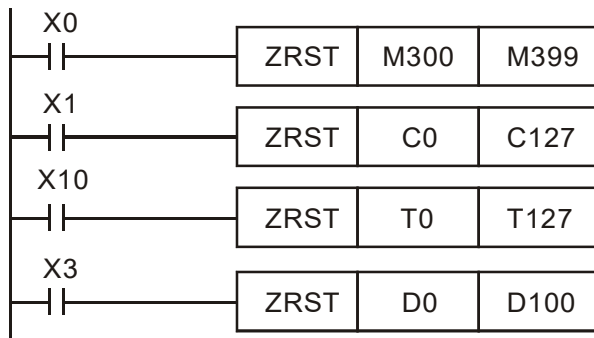 X0
ZRST M300 M399
X1
ZRST C0 C127
X10
ZRST T0 T127
X3
ZRST D0 D100